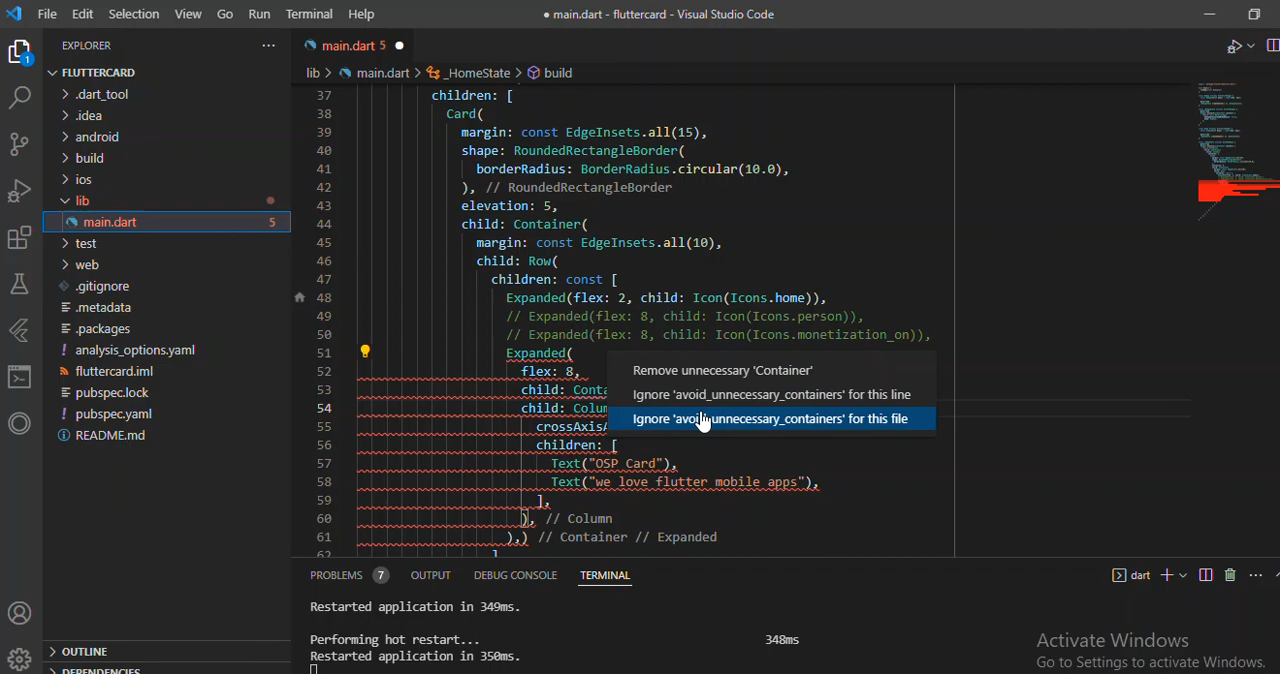 File Edit Selection View Go Run Terminal Help
● main.dart - fluttercard - Visual Studio Code
EXPLORER
main.dart 5
1
FLUTTERCARD
lib > main.dart > _HomeState > build
.dart_tool
.idea
android
build
ios
lib
main.dart 5
test
web
.gitignore
.metadata
.packages
analysis_options.yaml
fluttercard.iml
pubspec.lock
pubspec.yaml
README.md
OUTLINE
DEPENDENCIES
37 children: [
38 Card(
39 margin: const EdgeInsets.all(15),
40 shape: RoundedRectangleBorder(
41 borderRadius: BorderRadius.circular(10.0),
42 ), // RoundedRectangleBorder
43 elevation: 5,
44 child: Container(
45 margin: const EdgeInsets.all(10),
46 child: Row(
47 children: const [
48 Expanded(flex: 2, child: Icon(Icons.home)),
49 // Expanded(flex: 8, child: Icon(Icons.person)),
50 // Expanded(flex: 8, child: Icon(Icons.monetization_on)),
51 Expanded(
52 flex: 8,
53 child: Conta
54 child: Colum
55 crossAxisA
56 children: [
57 Text("OSP Card"),
58 Text("we love flutter mobile apps"),
59 ],
60 ), // Column
61 ),) // Container // Expanded
62 ]
Remove unnecessary 'Container'
Ignore 'avoid_unnecessary_containers' for this line
Ignore 'avoid_unnecessary_containers' for this file
PROBLEMS 7 OUTPUT DEBUG CONSOLE TERMINAL
dart
Restarted application in 349ms.
Performing hot restart... 348ms
Restarted application in 350ms.
Activate Windows
Go to Settings to activate Windows.